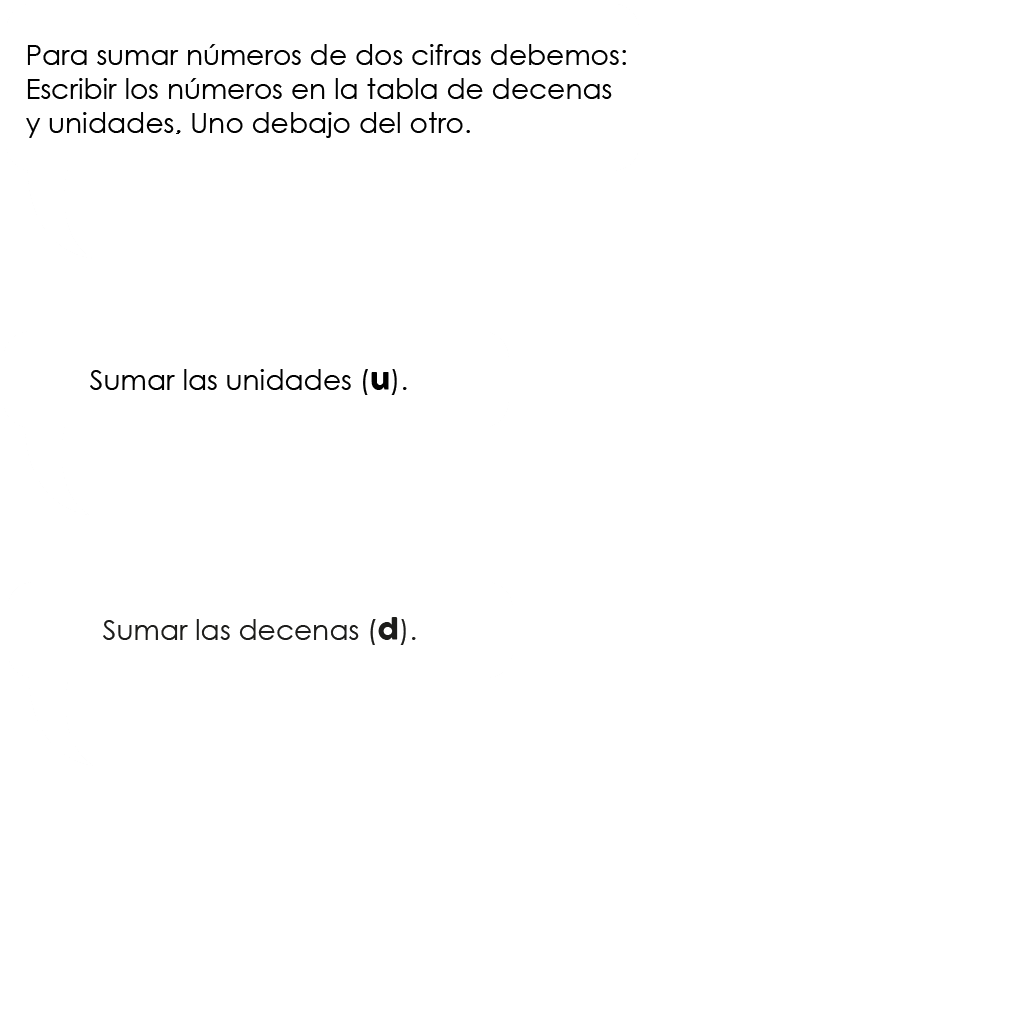 Para sumar números de dos cifras debemos:
Escribir los números en la tabla de decenas
y unidades, Uno debajo del otro.
Sumar las unidades (u).
Sumar las decenas (d).